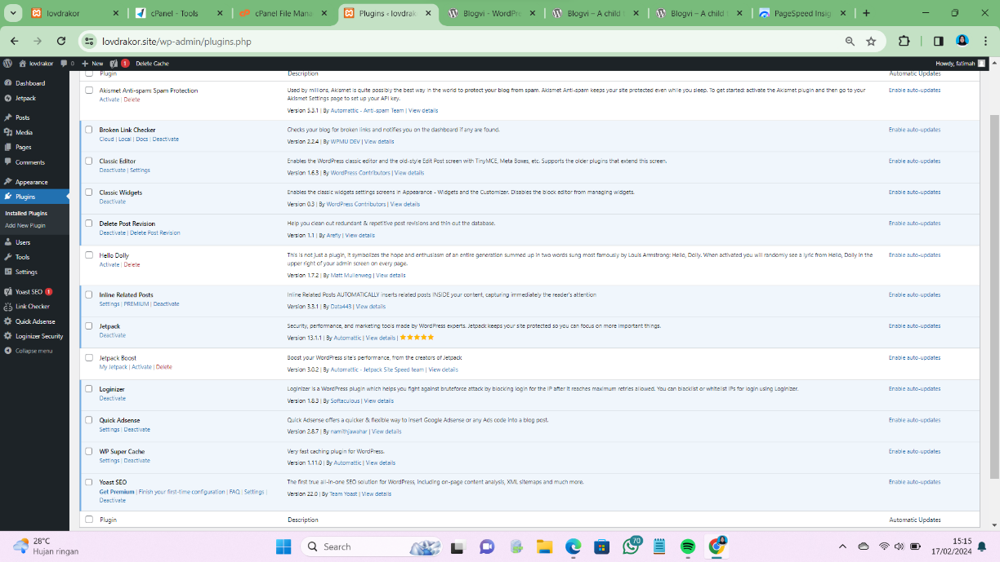 lovdrakor
cPanel - Tools
cPanel File Mana
Plugins ‹ lovdrak
Blogvi - WordPre
Blogvi – A child t
Blogvi – A child t
PageSpeed Insig
lovdrakor.site/wp-admin/plugins.php
lovdrakor 0 New 1 Delete Cache Howdy, fatimah
Dashboard
Jetpack
Posts
Media
Pages
Comments
Appearance
Plugins
Installed Plugins
Add New Plugin
Users
Tools
Settings
Yoast SEO 1
Link Checker
Quick Adsense
Loginizer Security
Collapse menu
Plugin Description Automatic Updates
Akismet Anti-spam: Spam Protection
Activate | Delete
Used by millions, Akismet is quite possibly the best way in the world to protect your blog from spam. Akismet Anti-spam keeps your site protected even while you sleep. To get started: activate the Akismet plugin and then go to your
Akismet Settings page to set up your API key.
Version 5.3.1 | By Automattic - Anti-spam Team | View details
Enable auto-updates
Broken Link Checker
Cloud | Local | Docs | Deactivate
Checks your blog for broken links and notifies you on the dashboard if any are found.
Version 2.2.4 | By WPMU DEV | View details
Enable auto-updates
Classic Editor
Deactivate | Settings
Enables the WordPress classic editor and the old-style Edit Post screen with TinyMCE, Meta Boxes, etc. Supports the older plugins that extend this screen.
Version 1.6.3 | By WordPress Contributors | View details
Enable auto-updates
Classic Widgets
Deactivate
Enables the classic widgets settings screens in Appearance - Widgets and the Customizer. Disables the block editor from managing widgets.
Version 0.3 | By WordPress Contributors | View details
Enable auto-updates
Delete Post Revision
Deactivate | Delete Post Revision
Help you clean out redundant & repetitive post revisions and thin out the database.
Version 1.1 | By Arefly | View details
Enable auto-updates
Hello Dolly
Activate | Delete
This is not just a plugin, it symbolizes the hope and enthusiasm of an entire generation summed up in two words sung most famously by Louis Armstrong: Hello, Dolly. When activated you will randomly see a lyric from Hello, Dolly in the
upper right of your admin screen on every page.
Version 1.7.2 | By Matt Mullenweg | View details
Enable auto-updates
Inline Related Posts
Settings | PREMIUM | Deactivate
Inline Related Posts AUTOMATICALLY inserts related posts INSIDE your content, capturing immediately the reader's attention
Version 3.3.1 | By Data443 | View details
Enable auto-updates
Jetpack
Deactivate
Security, performance, and marketing tools made by WordPress experts. Jetpack keeps your site protected so you can focus on more important things.
Version 13.1.1 | By Automattic | View details | ★★★★★
Enable auto-updates
Jetpack Boost
My Jetpack | Activate | Delete
Boost your WordPress site's performance, from the creators of Jetpack
Version 3.0.2 | By Automattic - Jetpack Site Speed team | View details
Enable auto-updates
Loginizer
Deactivate
Loginizer is a WordPress plugin which helps you fight against bruteforce attack by blocking login for the IP after it reaches maximum retries allowed. You can blacklist or whitelist IPs for login using Loginizer.
Version 1.8.3 | By Softaculous | View details
Enable auto-updates
Quick Adsense
Settings | Deactivate
Quick Adsense offers a quicker & flexible way to insert Google Adsense or any Ads code into a blog post.
Version 2.8.7 | By namithjawahar | View details
Enable auto-updates
WP Super Cache
Settings | Deactivate
Very fast caching plugin for WordPress.
Version 1.11.0 | By Automattic | View details
Enable auto-updates
Yoast SEO
Get Premium | Finish your first-time configuration | FAQ | Settings |
Deactivate
The first true all-in-one SEO solution for WordPress, including on-page content analysis, XML sitemaps and much more.
Version 22.0 | By Team Yoast | View details
Enable auto-updates
Plugin Description Automatic Updates
28°C
Hujan ringan
Search
70
15:15
17/02/2024